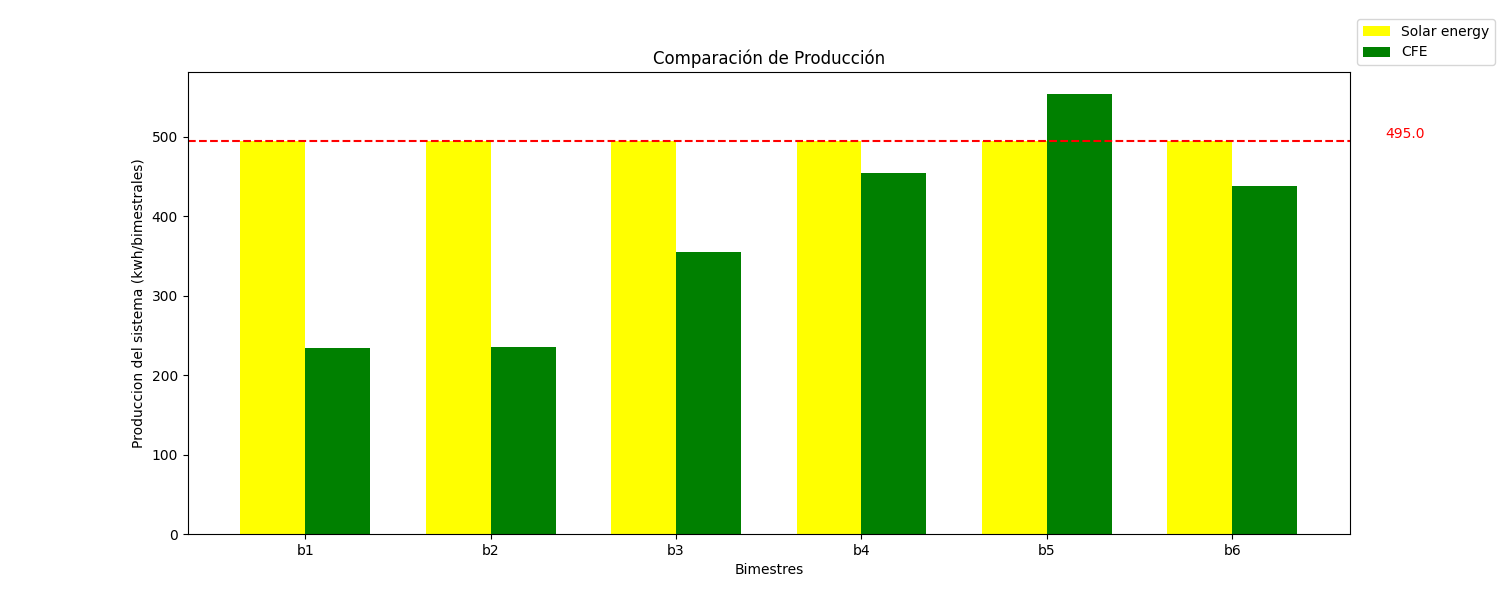 Solar energy
CFE
Comparación de Producción
495.0
500
400
300
200
100
0
Produccion del sistema (kwh/bimestrales)
b1 b2 b3 b4 b5 b6
Bimestres